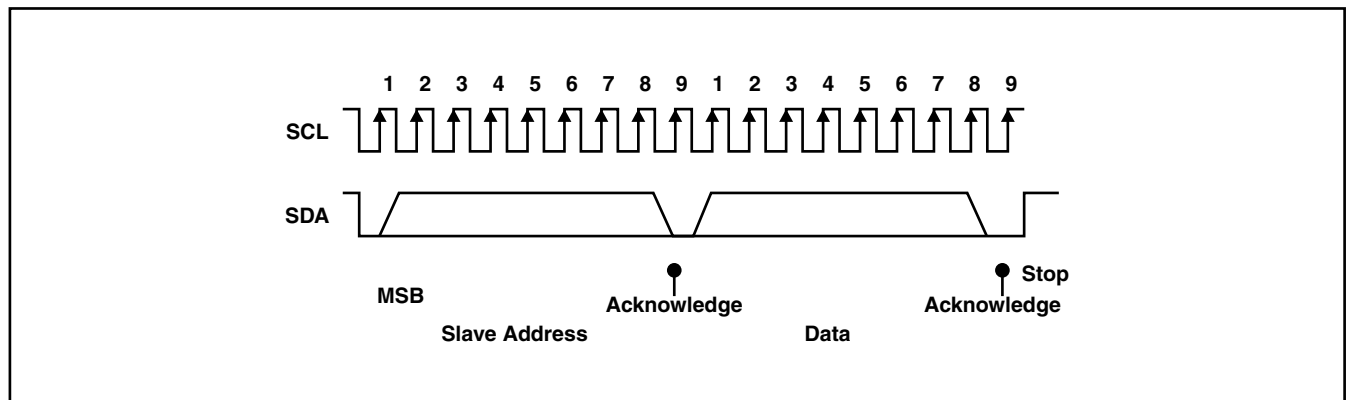 1 2 3 4 5 6 7 8 9 1 2 3 4 5 6 7 8 9
SCL
SDA
MSB
Acknowledge
Stop
Acknowledge
Slave Address
Data